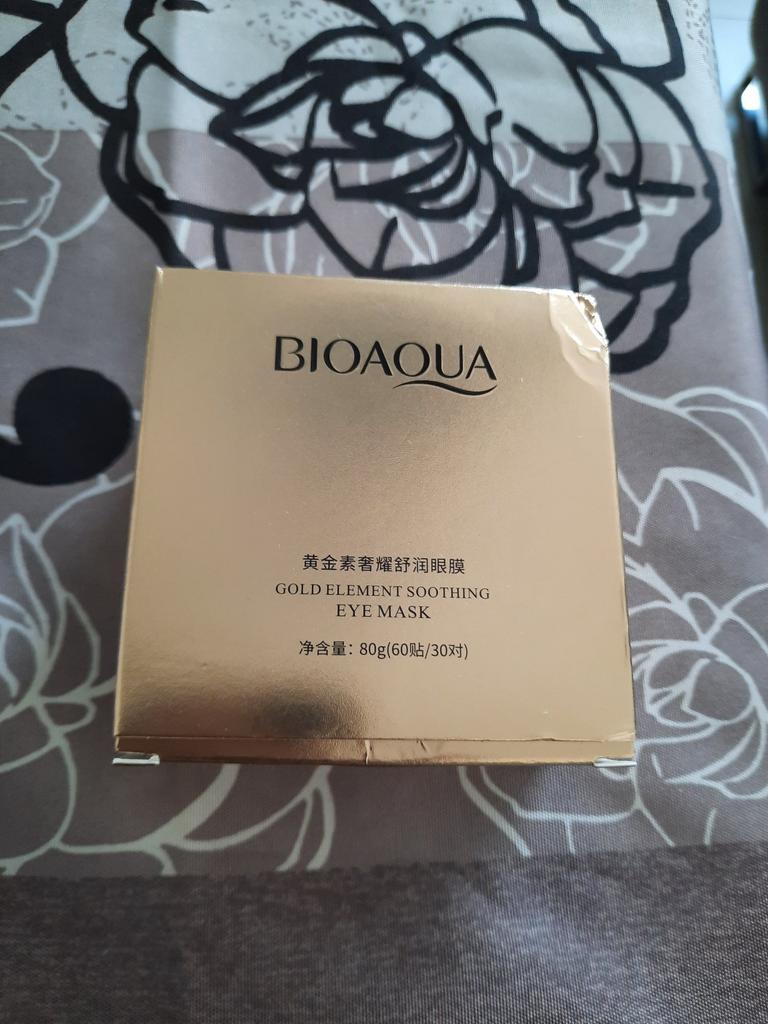 BIOAQUA
黄金素奢耀舒润眼膜
GOLD ELEMENT SOOTHING
EYE MASK
净含量：80g(60贴/30对)